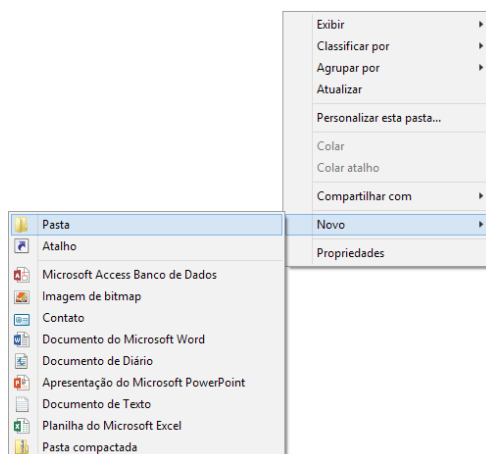 Exibir
Classificar por
Agrupar por
Atualizar
Personalizar esta pasta...
Colar
Colar atalho
Compartilhar com
Novo
Propriedades
Pasta
Atalho
Microsoft Access Banco de Dados
Imagem de bitmap
Contato
Documento do Microsoft Word
Documento de Diário
Apresentação do Microsoft PowerPoint
Documento de Texto
Planilha do Microsoft Excel
Pasta compactada